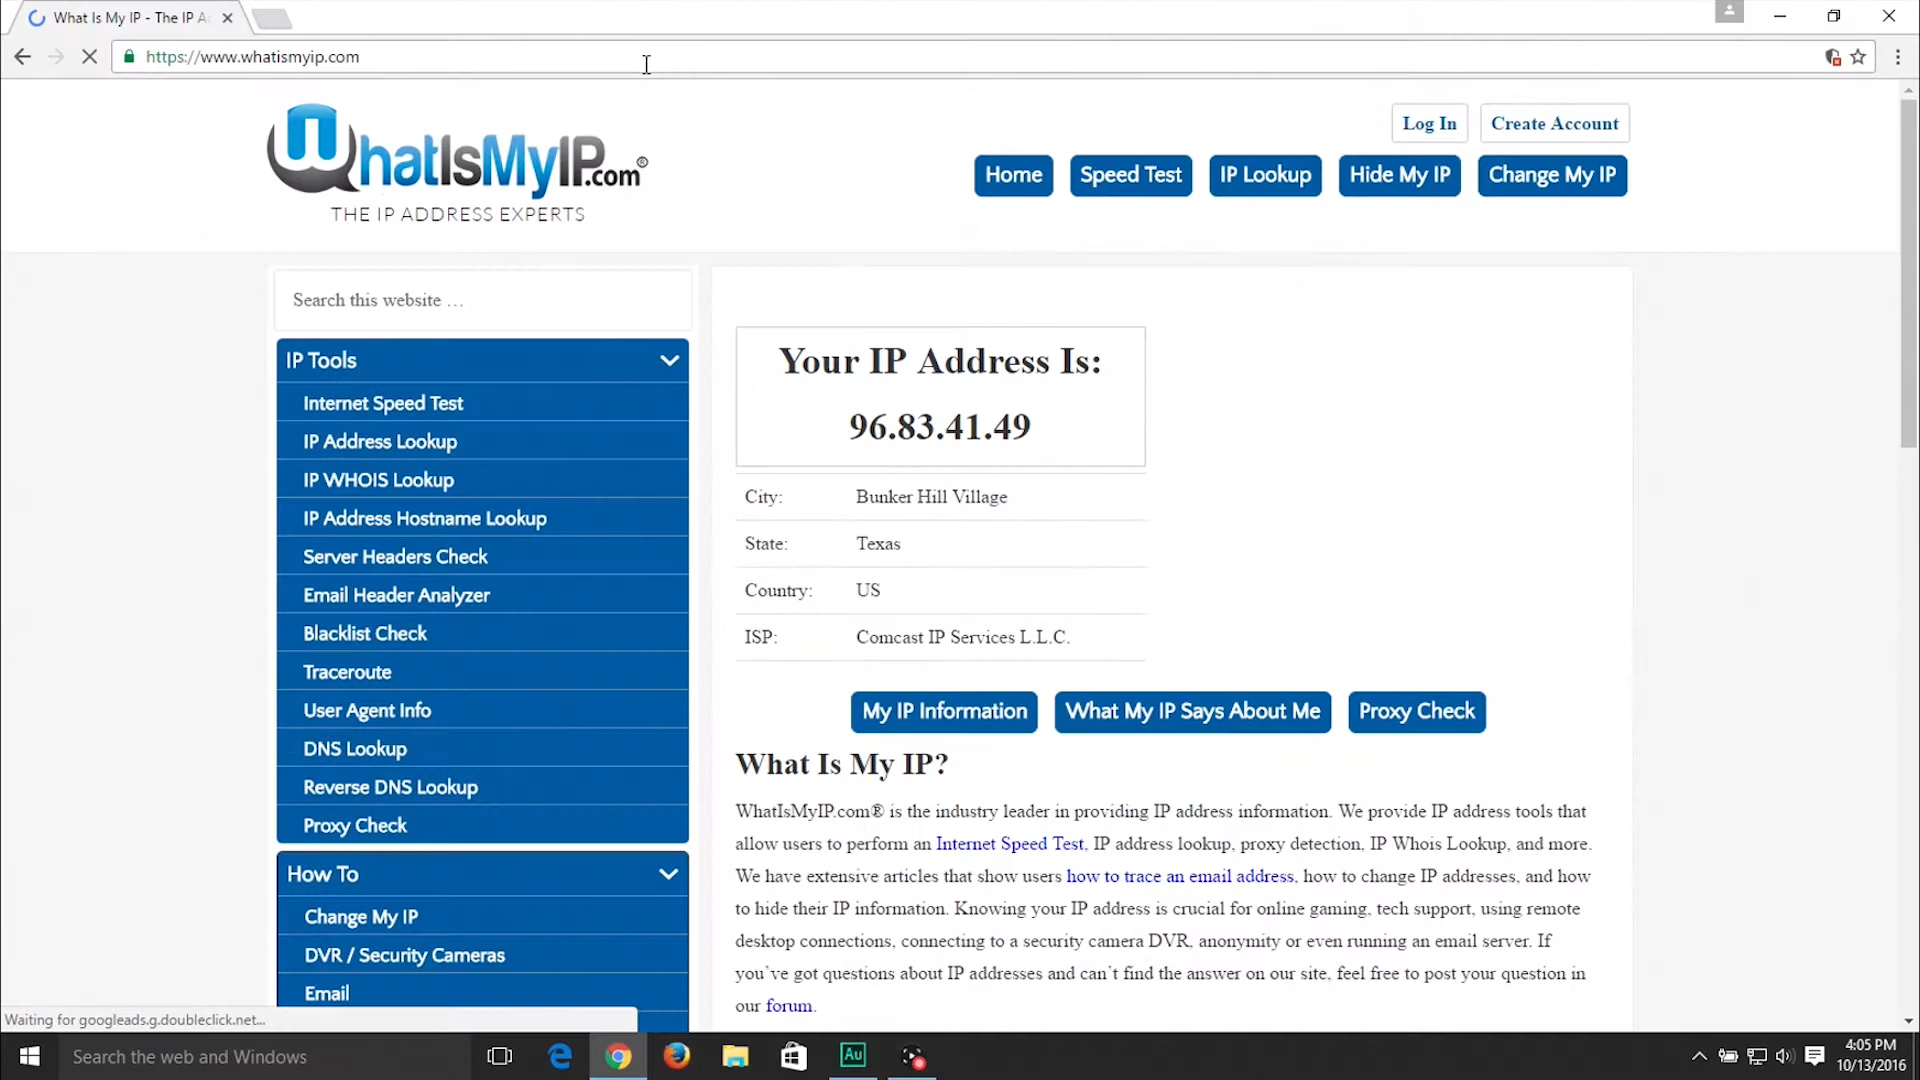 What Is My IP - The IP A
https://www.whatismyip.com
WhatIsMyIP.com®
THE IP ADDRESS EXPERTS
Log In
Create Account
Home
Speed Test
IP Lookup
Hide My IP
Change My IP
Search this website …
IP Tools
Internet Speed Test
IP Address Lookup
IP WHOIS Lookup
IP Address Hostname Lookup
Server Headers Check
Email Header Analyzer
Blacklist Check
Traceroute
User Agent Info
DNS Lookup
Reverse DNS Lookup
Proxy Check
How To
Change My IP
DVR / Security Cameras
Email
Your IP Address Is:
96.83.41.49
City: Bunker Hill Village
State: Texas
Country: US
ISP: Comcast IP Services L.L.C.
My IP Information
What My IP Says About Me
Proxy Check
What Is My IP?
WhatIsMyIP.com® is the industry leader in providing IP address information. We provide IP address tools that
allow users to perform an Internet Speed Test, IP address lookup, proxy detection, IP Whois Lookup, and more.
We have extensive articles that show users how to trace an email address, how to change IP addresses, and how
to hide their IP information. Knowing your IP address is crucial for online gaming, tech support, using remote
desktop connections, connecting to a security camera DVR, anonymity or even running an email server. If
you`ve got questions about IP addresses and can`t find the answer on our site, feel free to post your question in
our forum.
Waiting for googleads.g.doubleclick.net...
Search the web and Windows
Au
4:05 PM
10/13/2016